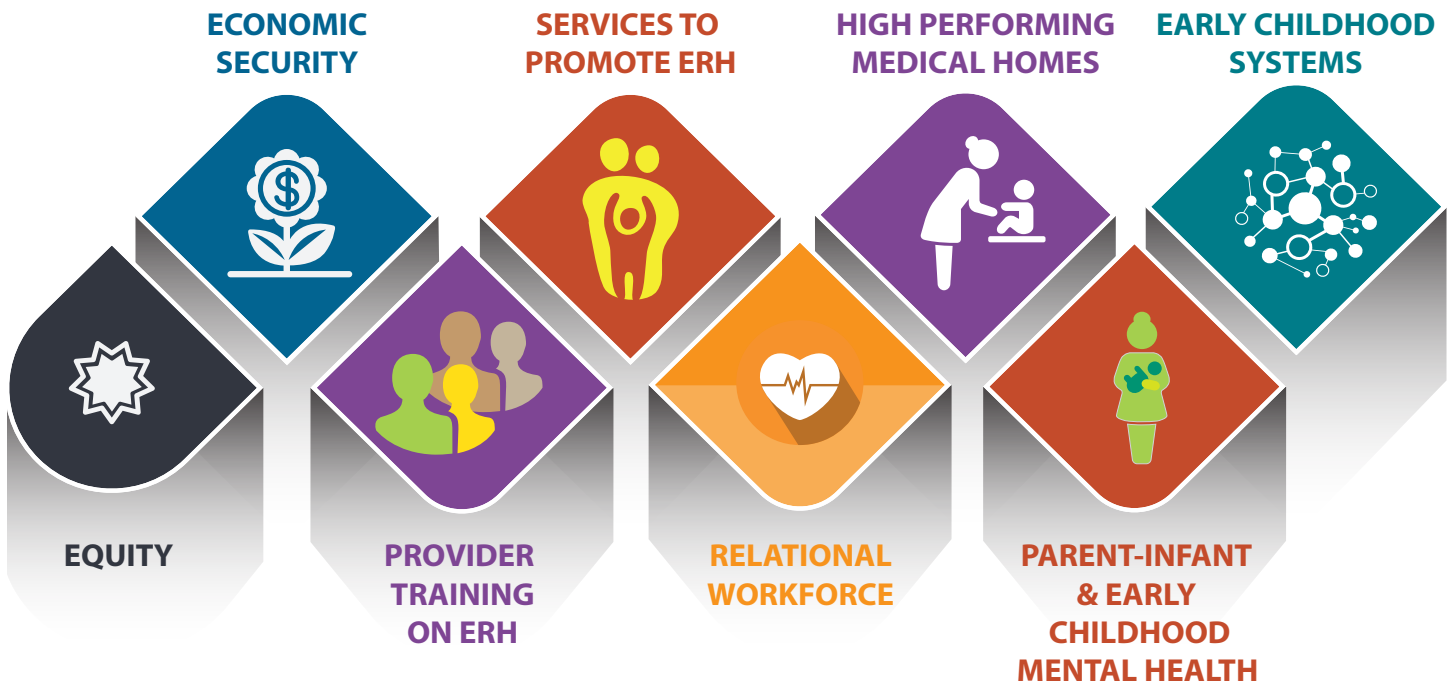 ECONOMIC
SECURITY
SERVICES TO
PROMOTE ERH
HIGH PERFORMING
MEDICAL HOMES
EARLY CHILDHOOD
SYSTEMS
$
EQUITY
PROVIDER
TRAINING
ON ERH
RELATIONAL
WORKFORCE
PARENT-INFANT
& EARLY
CHILDHOOD
MENTAL HEALTH